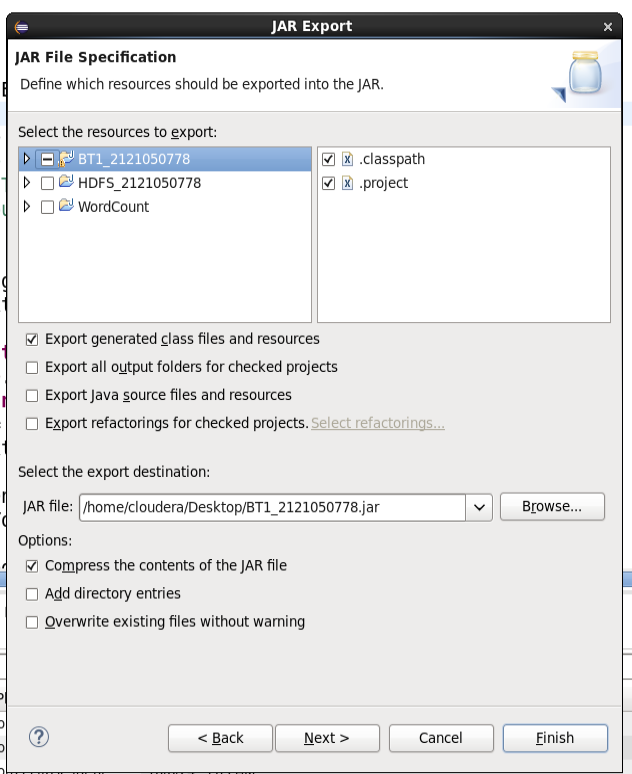 JAR Export
JAR File Specification
Define which resources should be exported into the JAR.
Select the resources to export:
BT1_2121050778
HDFS_2121050778
WordCount
.classpath
.project
Export generated class files and resources
Export all output folders for checked projects
Export Java source files and resources
Export refactorings for checked projects. Select refactorings...
Select the export destination:
JAR file: /home/cloudera/Desktop/BT1_2121050778.jar Browse...
Options:
Compress the contents of the JAR file
Add directory entries
Overwrite existing files without warning
? < Back Next > Cancel Finish